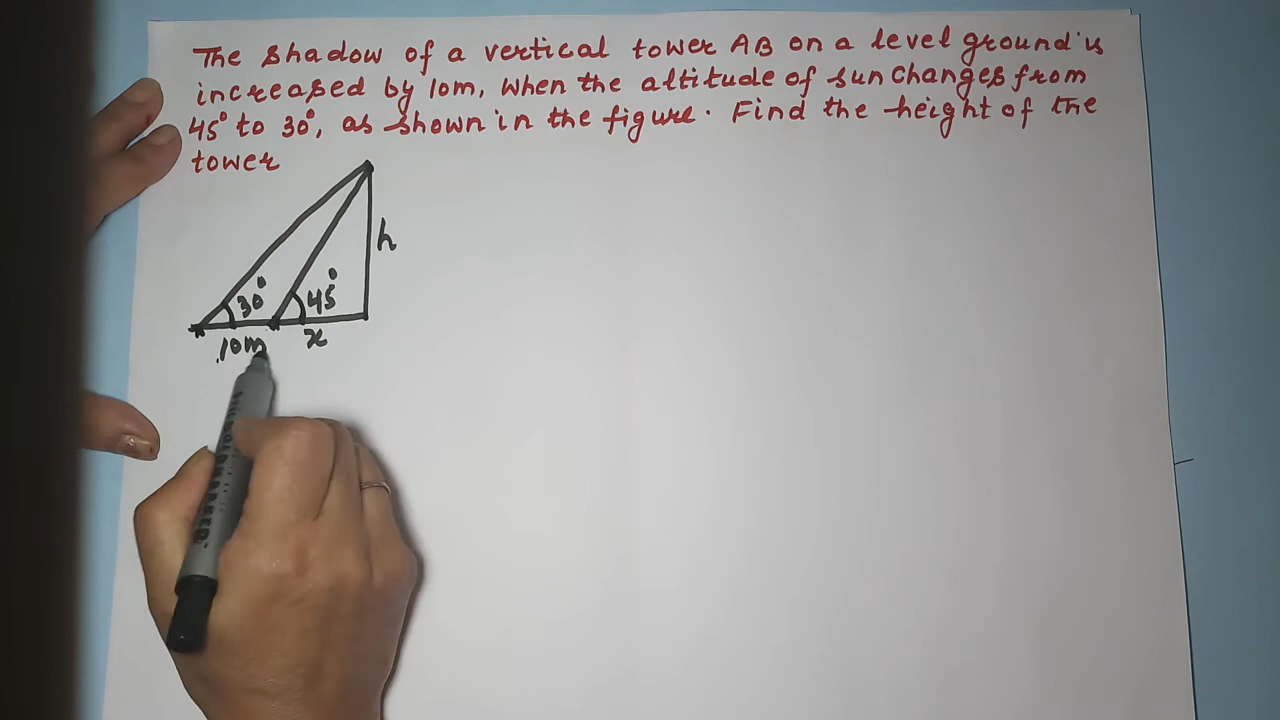 The shadow of a vertical tower AB on a level ground is
increased by 10m, when the altitude of sun changes from
45° to 30°, as shown in the figure. Find the height of the
tower
h
30° 45°
10m x